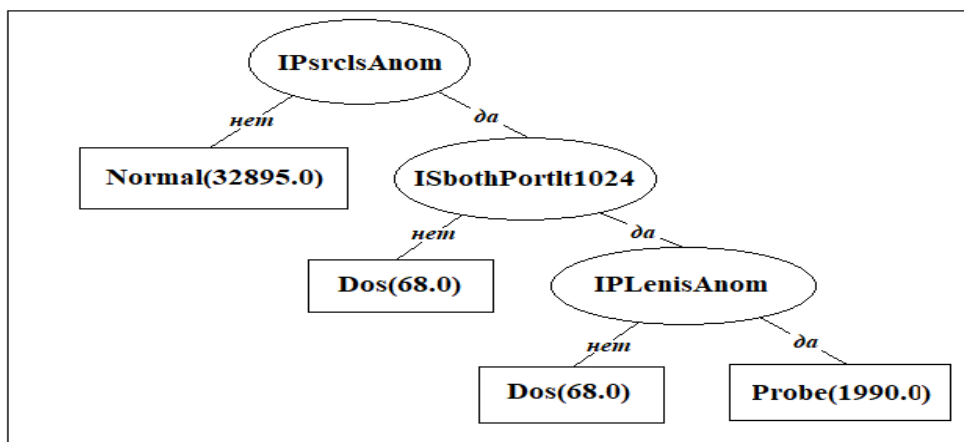 IPsrclsAnom
нет
да
Normal(32895.0)
ISbothPortlt1024
нет
да
Dos(68.0)
IPLenisAnom
нет
да
Dos(68.0)
Probe(1990.0)